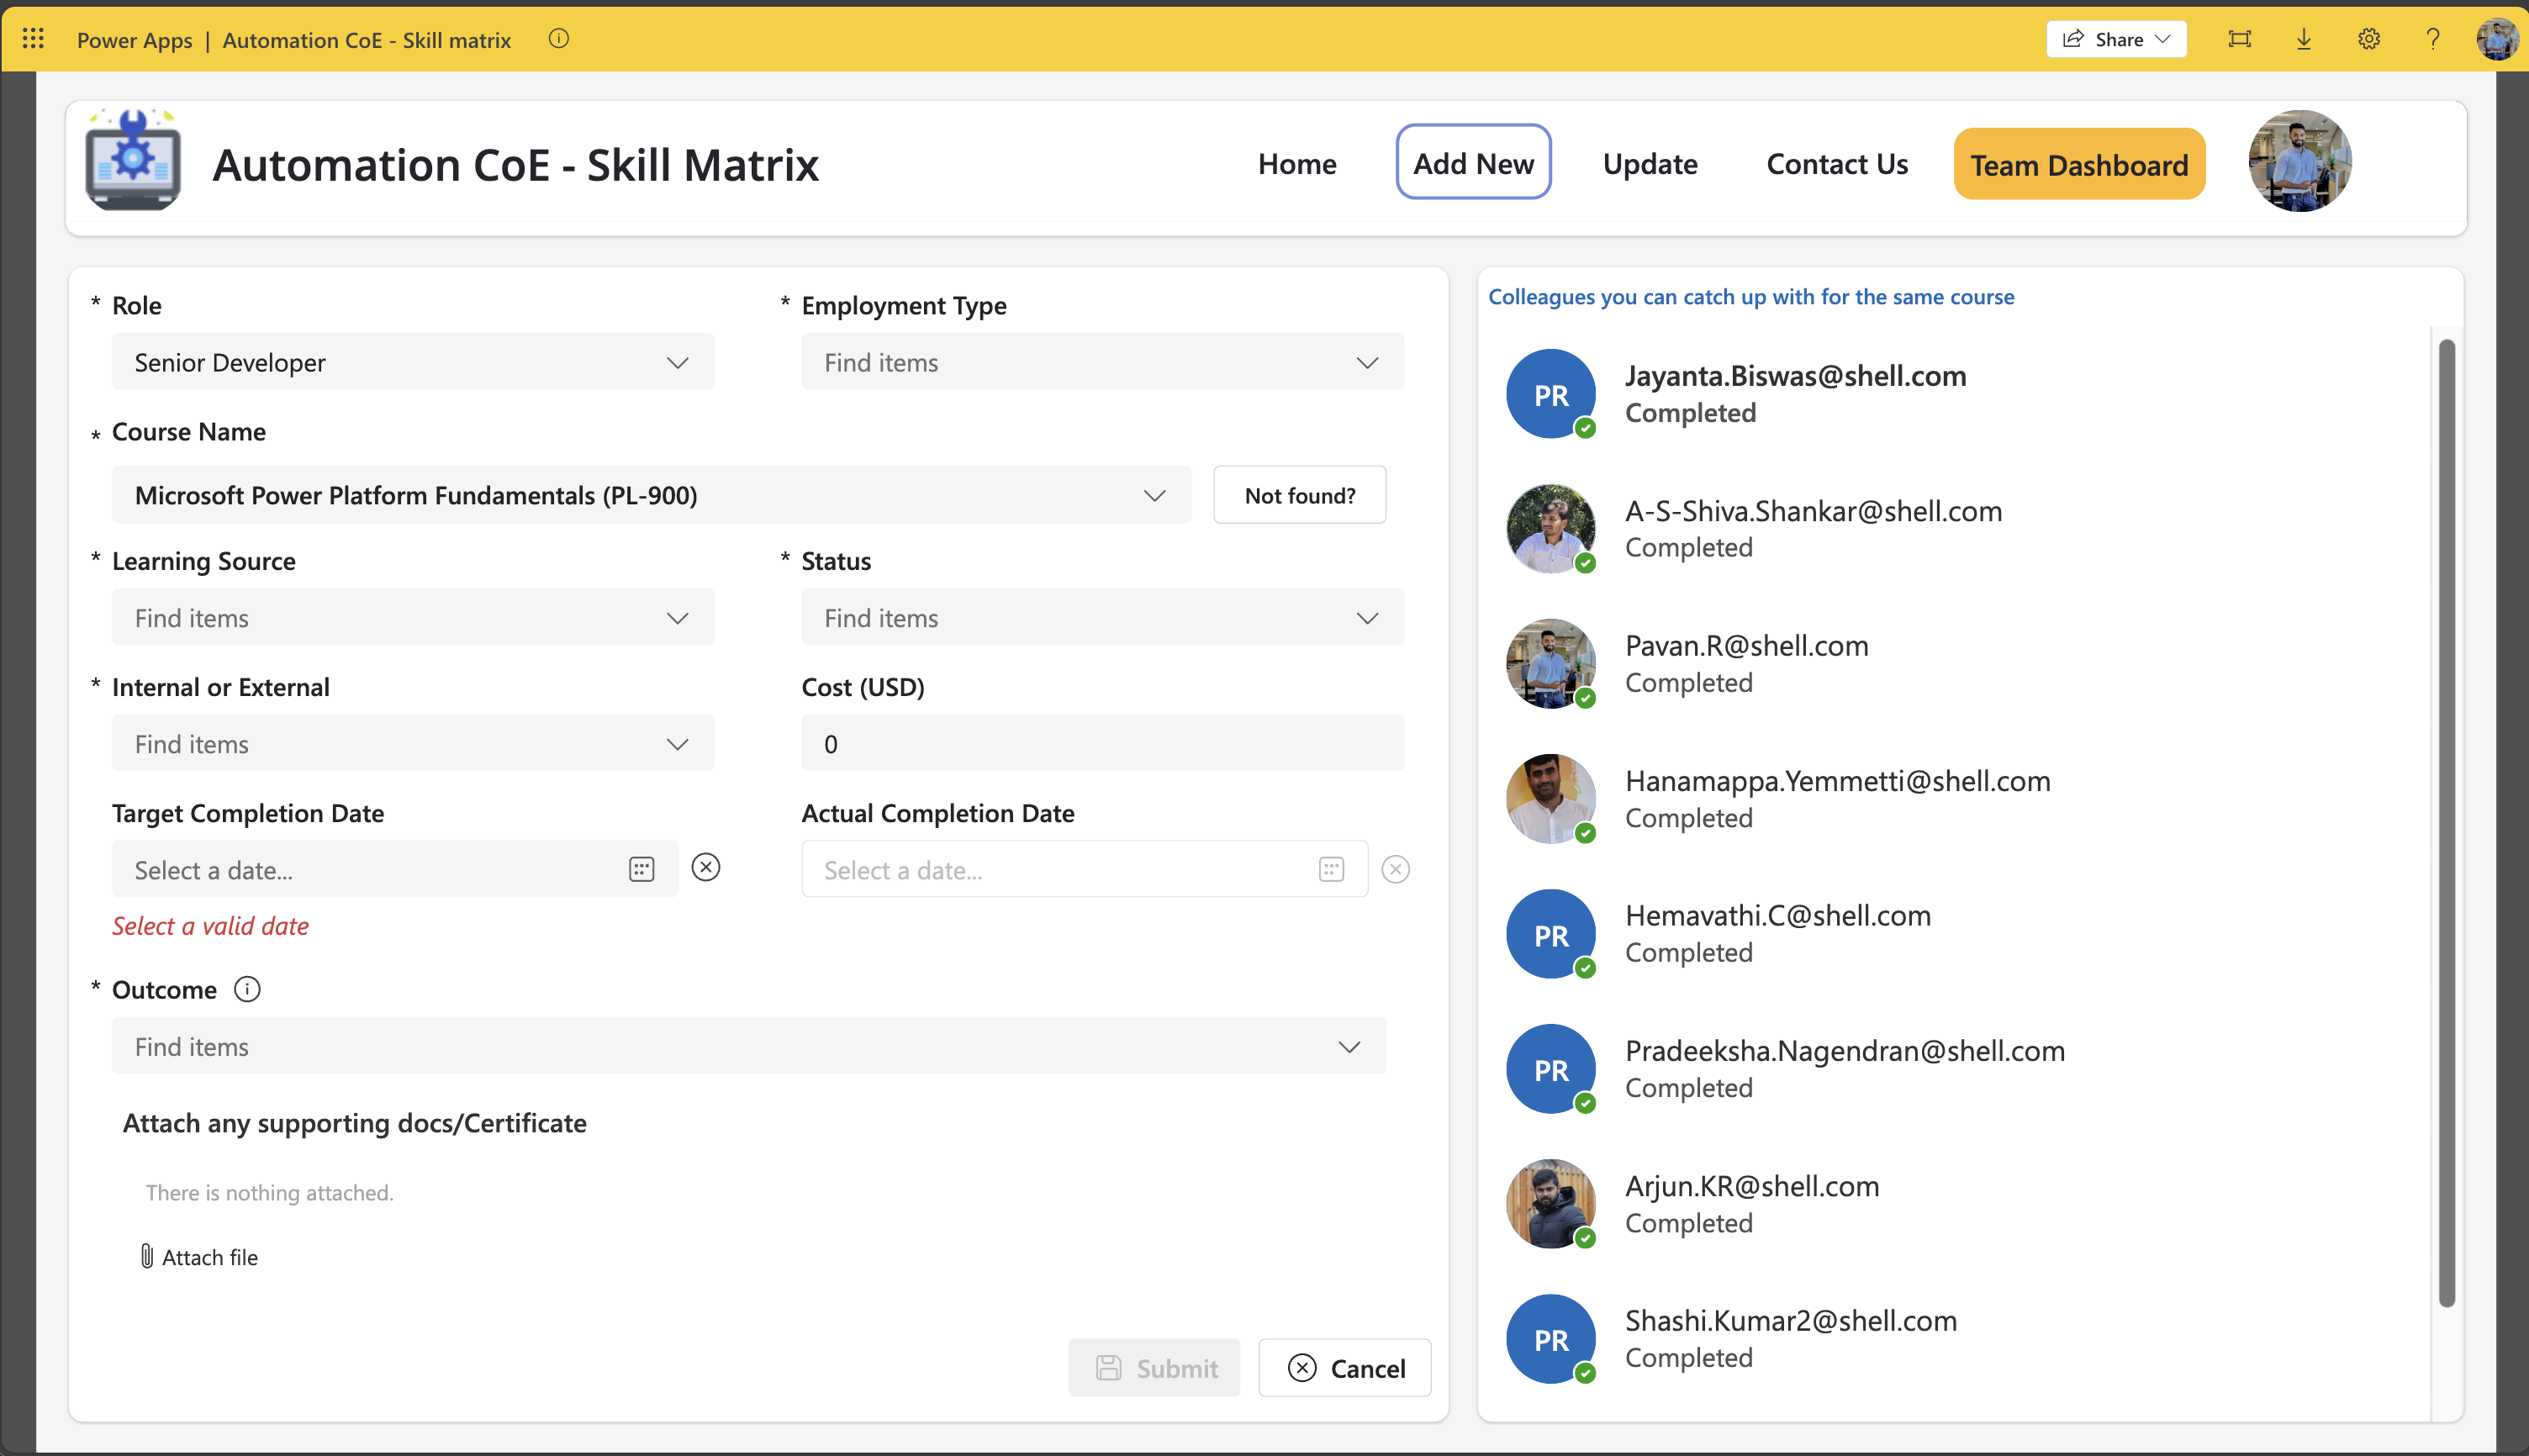 Power Apps | Automation CoE - Skill matrix
Share
Automation CoE - Skill Matrix
Home
Add New
Update
Contact Us
Team Dashboard
* Role
* Employment Type
Senior Developer
Find items
* Course Name
Microsoft Power Platform Fundamentals (PL-900)
Not found?
* Learning Source
* Status
Find items
Find items
* Internal or External
Cost (USD)
Find items
0
Target Completion Date
Actual Completion Date
Select a date...
Select a date...
Select a valid date
* Outcome
Find items
Attach any supporting docs/Certificate
There is nothing attached.
Attach file
Submit
Cancel
Colleagues you can catch up with for the same course
PR
Jayanta.Biswas@shell.com
Completed
A-S-Shiva.Shankar@shell.com
Completed
Pavan.R@shell.com
Completed
Hanamappa.Yemmetti@shell.com
Completed
PR
Hemavathi.C@shell.com
Completed
PR
Pradeeksha.Nagendran@shell.com
Completed
Arjun.KR@shell.com
Completed
PR
Shashi.Kumar2@shell.com
Completed